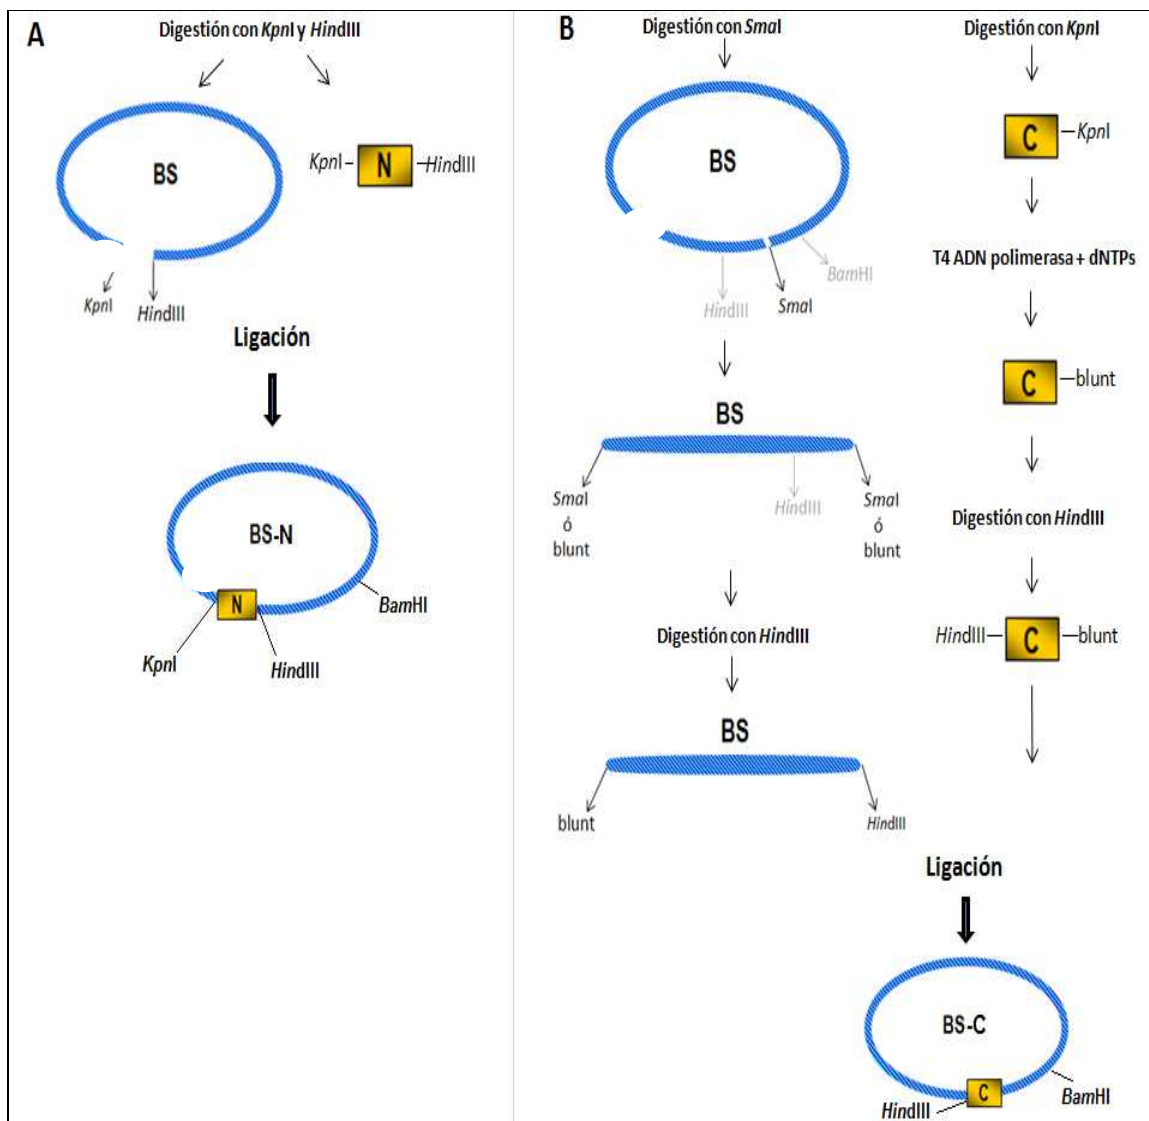 A
Digestión con KpnI y HindIII
BS
KpnI
N
HindIII
KpnI
HindIII
Ligación
BS-N
N
BamHI
KpnI
HindIII
B
Digestión con SmaI
BS
BamHI
HindIII
SmaI
BS
SmaI
ó
blunt
HindIII
SmaI
ó
blunt
Digestión con HindIII
BS
blunt
HindIII
Digestión con KpnI
C
KpnI
T4 ADN polimerasa + dNTPs
C
blunt
Digestión con HindIII
HindIII
C
blunt
Ligación
BS-C
C
BamHI
HindIII